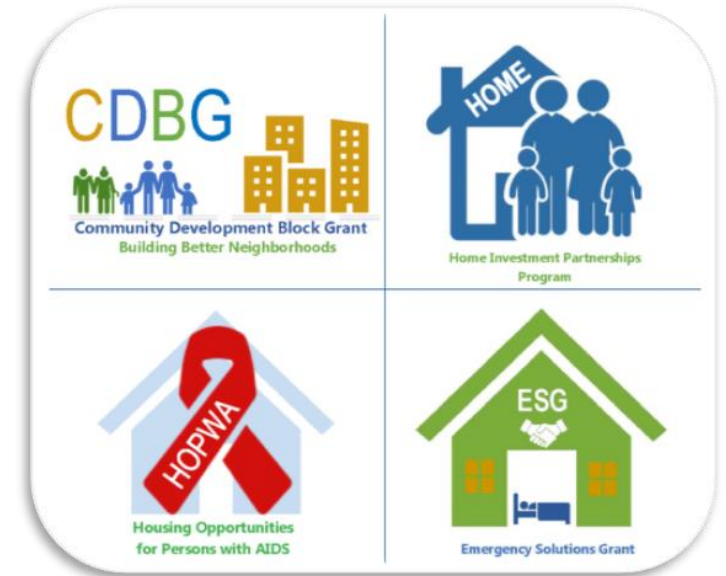 CDBG
Community Development Block Grant
Building Better Neighborhoods
HOME
Home Investment Partnerships
Program
HOPWA
Housing Opportunities
for Persons with AIDS
ESG
Emergency Solutions Grant